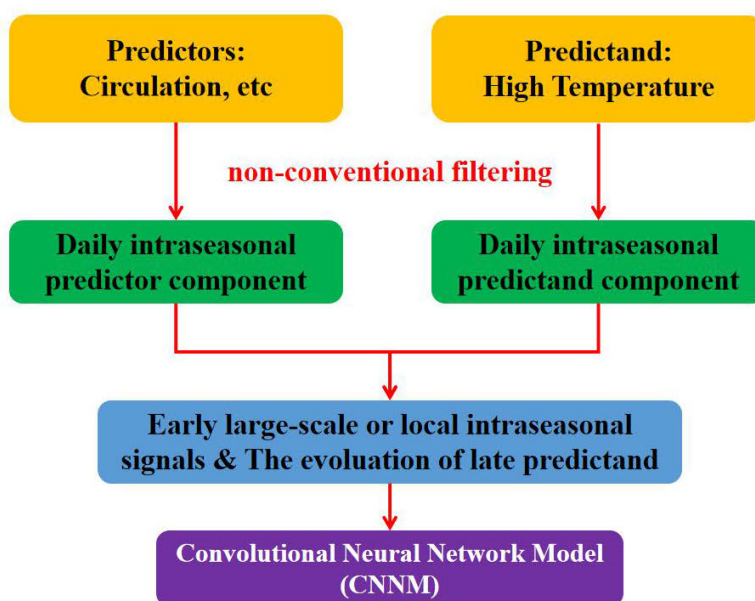 Predictors:
Circulation, etc
Predictand:
High Temperature
non-conventional filtering
Daily intraseasonal
predictor component
Daily intraseasonal
predictand component
Early large-scale or local intraseasonal
signals & The evaluation of late predictand
Convolutional Neural Network Model
(CNNM)